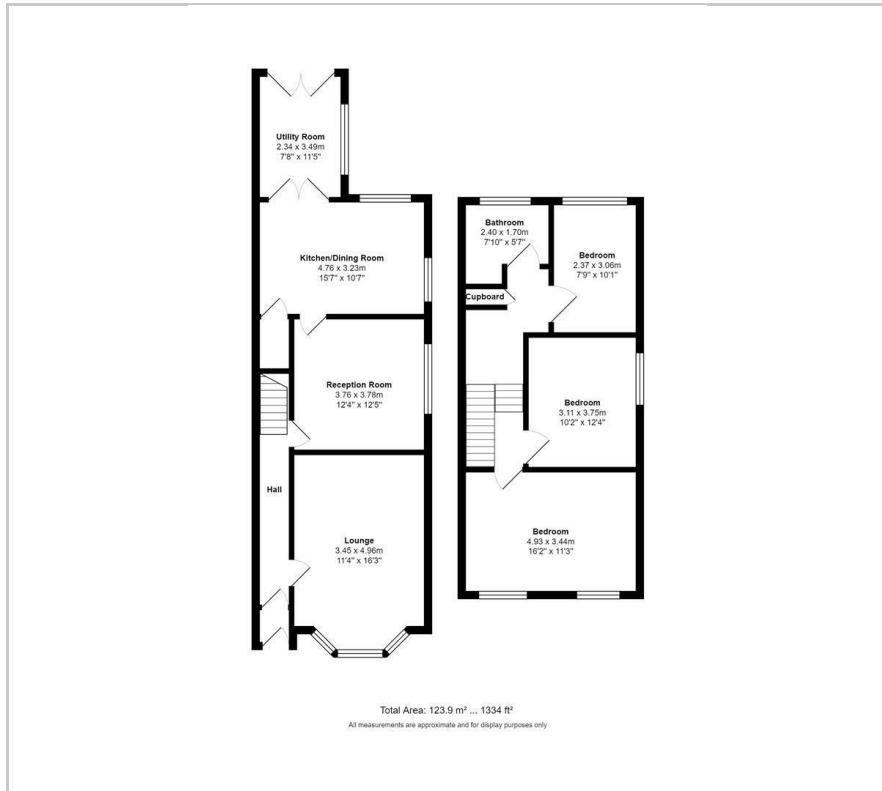 Utility Room
2.34 x 3.49m
7'8" x 11'5"
Kitchen/Dining Room
4.76 x 3.23m
15'7" x 10'7"
Reception Room
3.76 x 3.78m
12'4" x 12'5"
Hall
Lounge
3.45 x 4.96m
11'4" x 16'3"
Bathroom
2.40 x 1.70m
7'10" x 5'7"
Bedroom
2.37 x 3.06m
7'9" x 10'1"
Cupboard
Bedroom
3.11 x 3.75m
10'2" x 12'4"
Bedroom
4.93 x 3.44m
16'2" x 11'3"
Total Area: 123.9 m² ... 1334 ft²
All measurements are approximate and for display purposes only